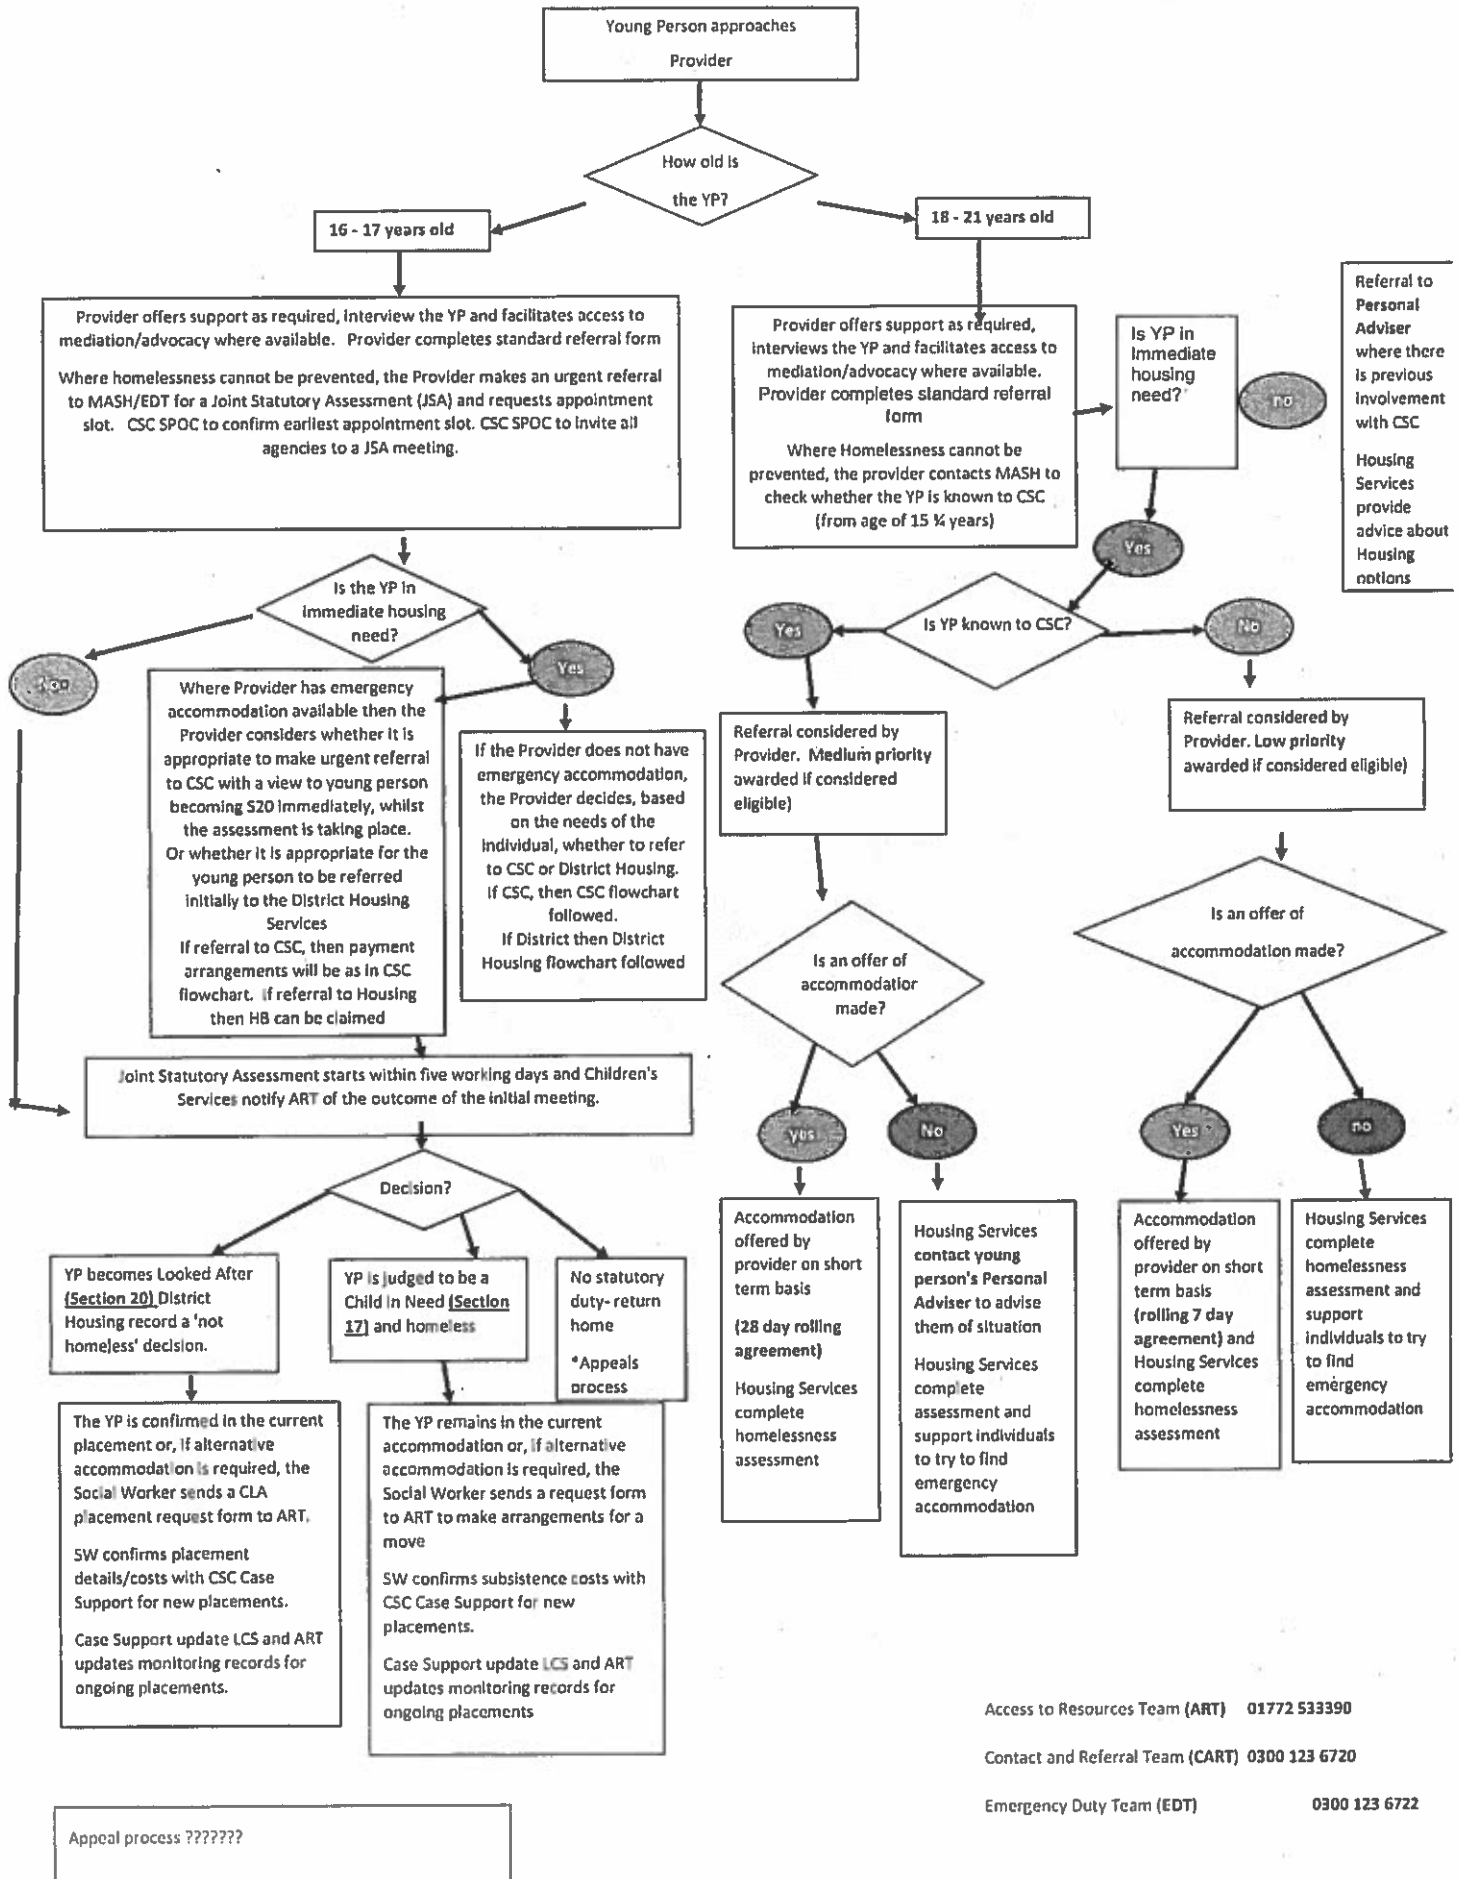 Young Person approaches
Provider
How old is
the YP?
16 - 17 years old
18 - 21 years old
Provider offers support as required, interview the YP and facilitates access to
mediation/advocacy where available. Provider completes standard referral form
Where homelessness cannot be prevented, the Provider makes an urgent referral
to MASH/EDT for a Joint Statutory Assessment (JSA) and requests appointment
slot. CSC SPOC to confirm earliest appointment slot. CSC SPOC to invite all
agencies to a JSA meeting.
Provider offers support as required,
interviews the YP and facilitates access to
mediation/advocacy where available.
Provider completes standard referral
form
Where Homelessness cannot be
prevented, the provider contacts MASH to
check whether the YP is known to CSC
(from age of 15 ¾ years)
Is YP in
Immediate
housing
need?
no
Referral to
Personal
Adviser
where there
is previous
involvement
with CSC
Housing
Services
provide
advice about
Housing
options
Yes
Is the YP in
immediate housing
need?
Yes
Is YP known to CSC?
Yes
No
Where Provider has emergency
accommodation available then the
Provider considers whether it is
appropriate to make urgent referral
to CSC with a view to young person
becoming S20 immediately, whilst
the assessment is taking place.
Or whether it is appropriate for the
young person to be referred
initially to the District Housing
Services
If referral to CSC, then payment
arrangements will be as in CSC
flowchart. If referral to Housing
then HB can be claimed
If the Provider does not have
emergency accommodation,
the Provider decides, based
on the needs of the
individual, whether to refer
to CSC or District Housing.
If CSC, then CSC flowchart
followed.
If District then District
Housing flowchart followed
Referral considered by
Provider. Medium priority
awarded if considered
eligible)
Referral considered by
Provider. Low priority
awarded if considered eligible)
Is an offer of
accommodation
made?
Is an offer of
accommodation made?
Joint Statutory Assessment starts within five working days and Children's
Services notify ART of the outcome of the initial meeting.
yes
No
Yes
no
Decision?
YP becomes Looked After
(Section 20) District
Housing record a 'not
homeless' decision.
YP is judged to be a
Child in Need (Section
17) and homeless
No statutory
duty- return
home
*Appeals
process
Accommodation
offered by
provider on short
term basis
(28 day rolling
agreement)
Housing Services
complete
homelessness
assessment
Housing Services
contact young
person's Personal
Adviser to advise
them of situation
Housing Services
complete
assessment and
support individuals
to try to find
emergency
accommodation
Accommodation
offered by
provider on short
term basis
(rolling 7 day
agreement) and
Housing Services
complete
homelessness
assessment
Housing Services
complete
homelessness
assessment and
support
individuals to try
to find
emergency
accommodation
The YP is confirmed in the current
placement or, if alternative
accommodation is required, the
Social Worker sends a CLA
placement request form to ART.
SW confirms placement
details/costs with CSC Case
Support for new placements.
Case Support update LCS and ART
updates monitoring records for
ongoing placements.
The YP remains in the current
accommodation or, if alternative
accommodation is required, the
Social Worker sends a request form
to ART to make arrangements for a
move
SW confirms subsistence costs with
CSC Case Support for new
placements.
Case Support update LCS and ART
updates monitoring records for
ongoing placements
Access to Resources Team (ART) 01772 533390
Contact and Referral Team (CART) 0300 123 6720
Emergency Duty Team (EDT) 0300 123 6722
Appeal process ???????